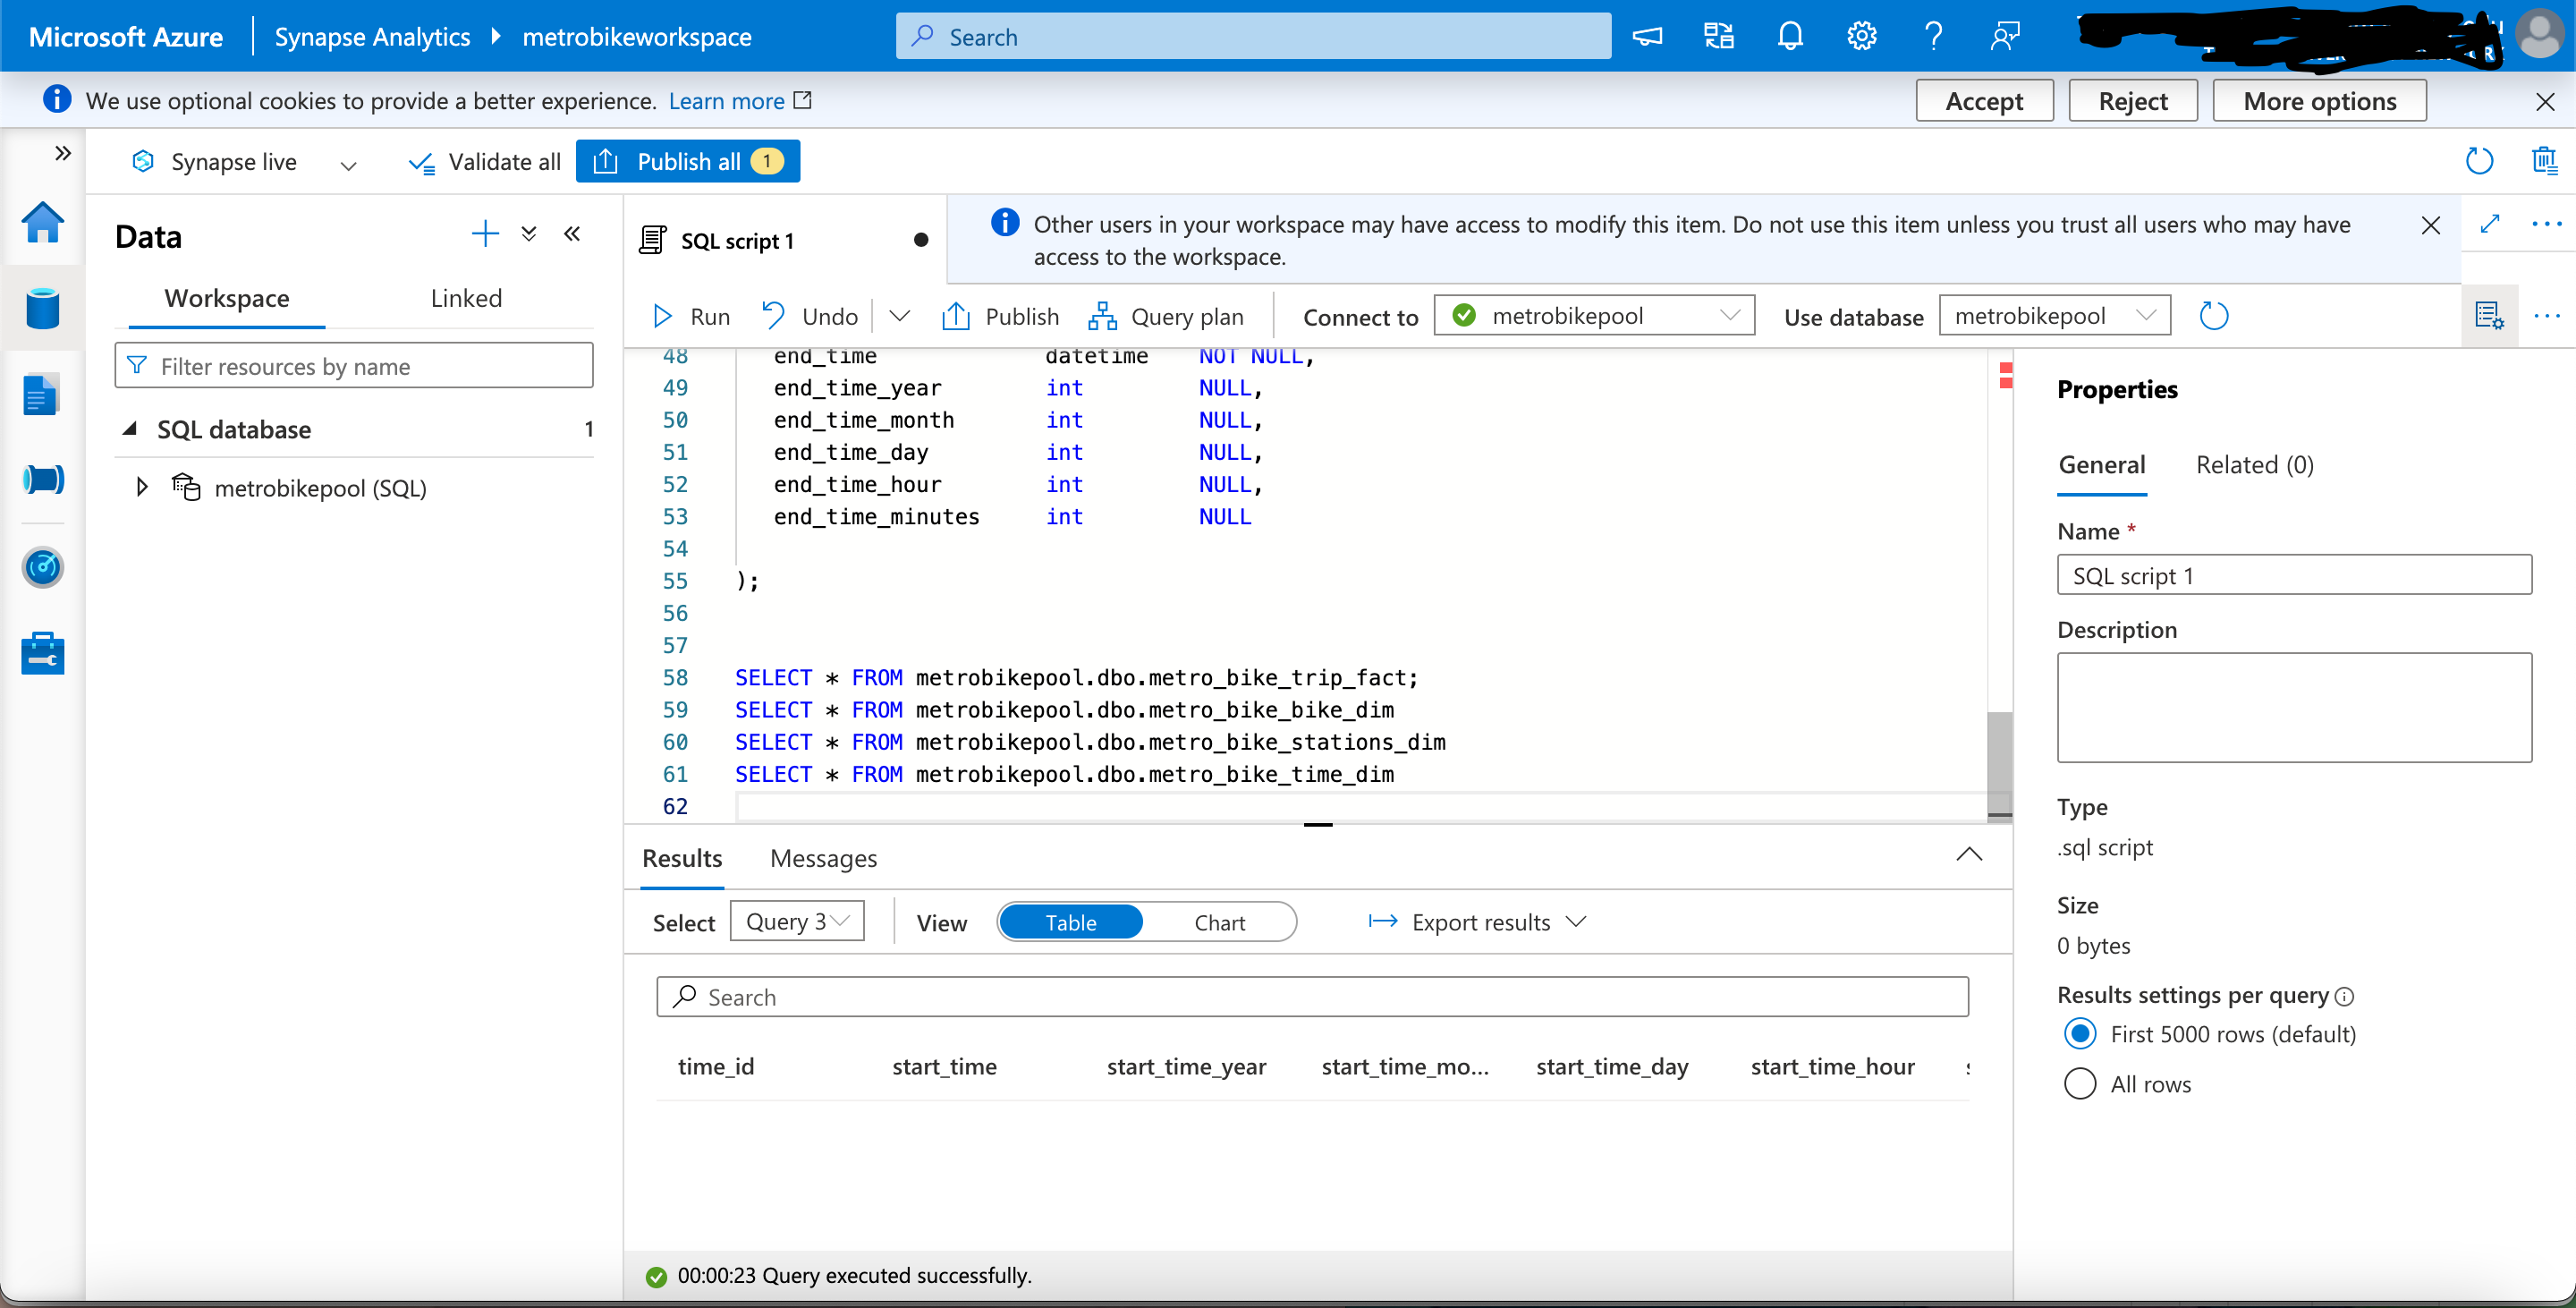 Microsoft Azure
Synapse Analytics
metrobikeworkspace
Search
We use optional cookies to provide a better experience. Learn more
Accept
Reject
More options
Synapse live
Validate all
Publish all 1
Data
Workspace
Linked
Filter resources by name
SQL database 1
metrobikepool (SQL)
SQL script 1
Other users in your workspace may have access to modify this item. Do not use this item unless you trust all users who may have
access to the workspace.
Run
Undo
Publish
Query plan
Connect to
metrobikepool
Use database
metrobikepool
48 end_time datetime NOT NULL,
49 end_time_year int NULL,
50 end_time_month int NULL,
51 end_time_day int NULL,
52 end_time_hour int NULL,
53 end_time_minutes int NULL
54
55 );
56
57
58 SELECT * FROM metrobikepool.dbo.metro_bike_trip_fact;
59 SELECT * FROM metrobikepool.dbo.metro_bike_bike_dim
60 SELECT * FROM metrobikepool.dbo.metro_bike_stations_dim
61 SELECT * FROM metrobikepool.dbo.metro_bike_time_dim
62
Results
Messages
Select
Query 3
View
Table
Chart
Export results
Search
time_id start_time start_time_year start_time_mo... start_time_day start_time_hour
00:00:23 Query executed successfully.
Properties
General
Related (0)
Name *
SQL script 1
Description
Type
.sql script
Size
0 bytes
Results settings per query
First 5000 rows (default)
All rows